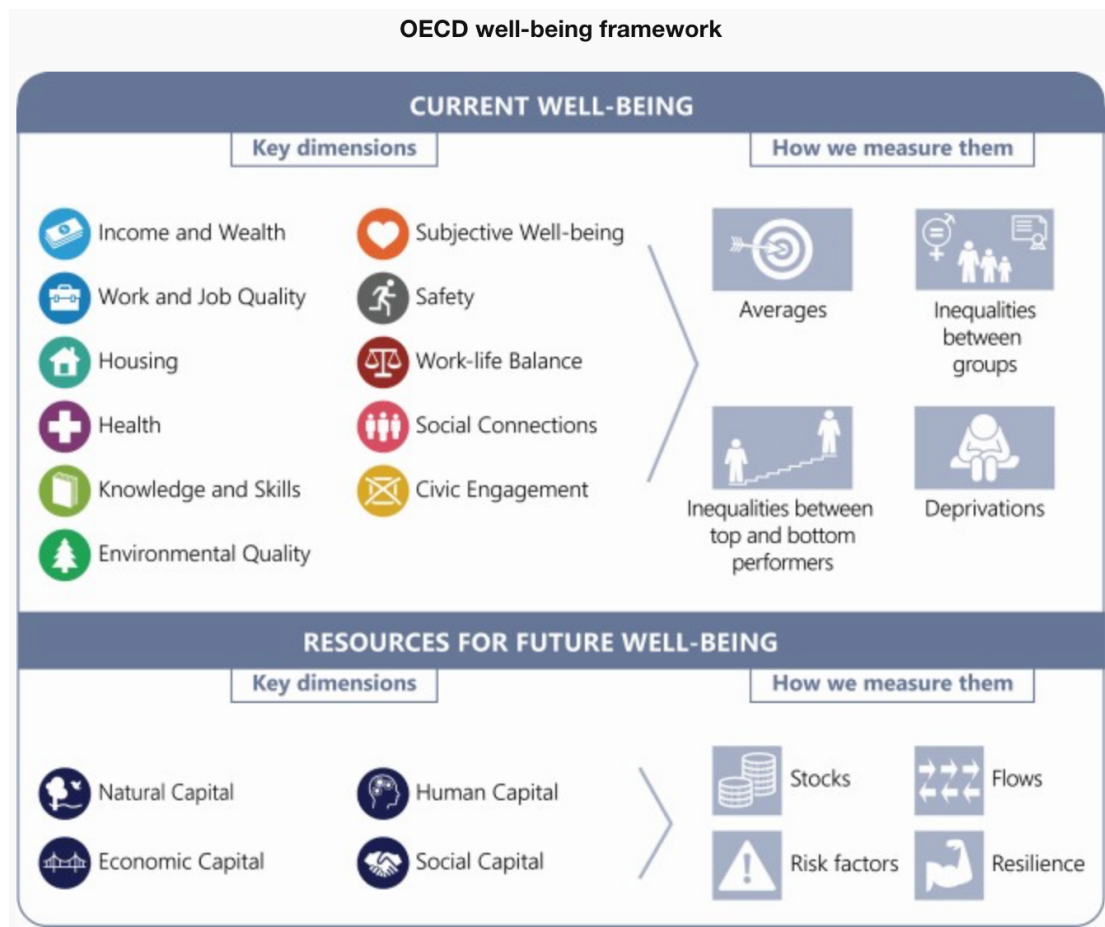 OECD well-being framework
CURRENT WELL-BEING
Key dimensions
Income and Wealth
Work and Job Quality
Housing
Health
Knowledge and Skills
Environmental Quality
Subjective Well-being
Safety
Work-life Balance
Social Connections
Civic Engagement
How we measure them
Averages
Inequalities
between
groups
Inequalities between
top and bottom
performers
Deprivations
RESOURCES FOR FUTURE WELL-BEING
Key dimensions
Natural Capital
Economic Capital
Human Capital
Social Capital
How we measure them
Stocks
Flows
Risk factors
Resilience